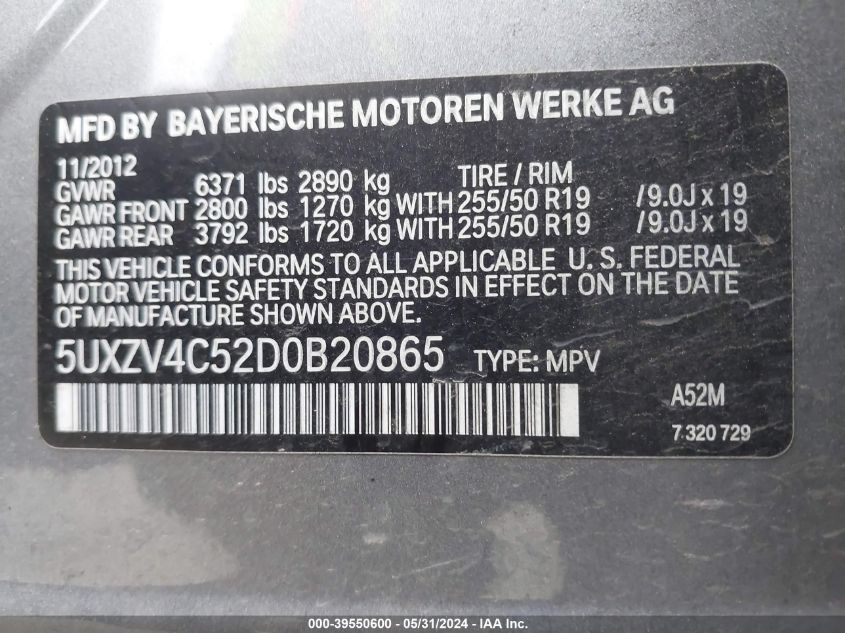 MFD BY BAYERISCHE MOTOREN WERKE AG
11/2012 TIRE / RIM
GVWR 6371 lbs 2890 kg
GAWR FRONT 2800 lbs 1270 kg WITH 255/50 R19 /9.0J x 19
GAWR REAR 3792 lbs 1720 kg WITH 255/50 R19 /9.0J x 19
THIS VEHICLE CONFORMS TO ALL APPLICABLE U.S. FEDERAL
MOTOR VEHICLE SAFETY STANDARDS IN EFFECT ON THE DATE
OF MANUFACTURE SHOWN ABOVE.
5UXZV4C52D0B20865 TYPE: MPV
A52M
7 320 729
000-39550600 - 05/31/2024 - IAA Inc.